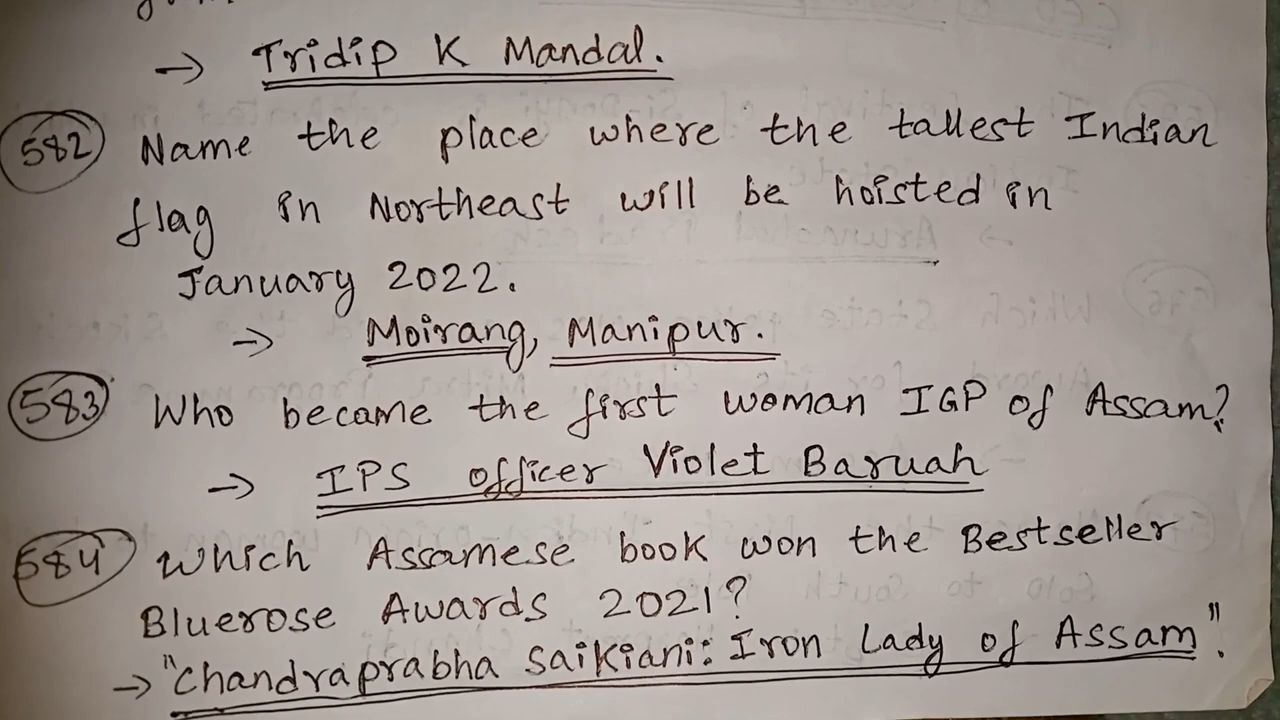 → Tridip K Mandal.
582 Name the place where the tallest Indian
flag in Northeast will be hoisted in
January 2022.
→ Moirang, Manipur.
583 Who became the first woman IGP of Assam?
→ IPS officer Violet Baruah
584 Which Assamese book won the Bestseller
Bluerose Awards 2021?
→ "Chandraprabha Saikiani: Iron Lady of Assam".